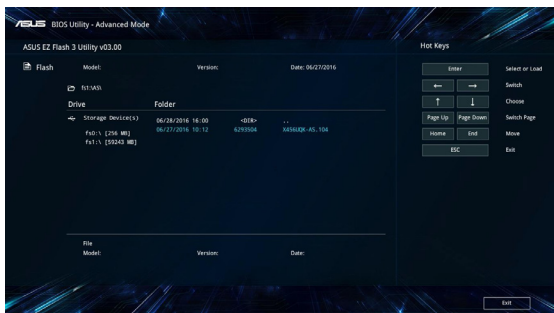 ASUS BIOS Utility - Advanced Mode
ASUS EZ Flash 3 Utility v03.00
Hot Keys
Flash Model: Version: Date: 06/27/2016
Enter Select or Load
fs1:\AS\
← → Switch
Drive Folder
↑ ↓ Choose
Storage Device(s) 06/28/2016 16:00 <DIR> ..
Page Up Page Down Switch Page
fs0:\ [256 MB] 06/27/2016 10:12 6293504 X456UQK-AS.104
Home End Move
fs1:\ [59243 MB]
ESC Exit
File
Model: Version: Date:
Exit